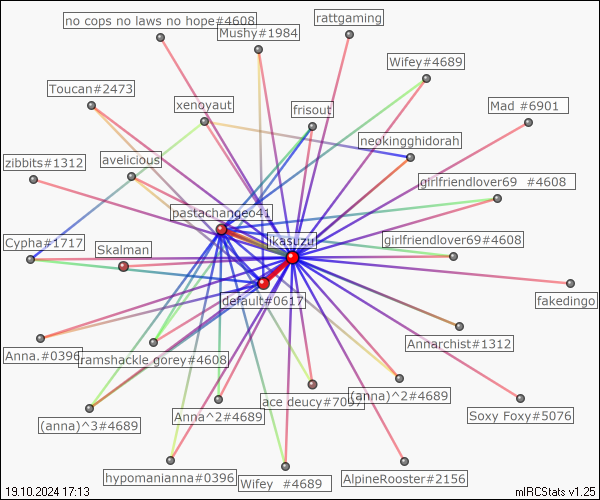 no cops no laws no hope#4608
rattgaming
Mushy#1984
Wifey#4689
Toucan#2473
xenoyaut
frisout
Mad   #6901
neokingghidorah
zibbits#1312
avelicious
girlfriendlover69   #4608
pastachangeo41
jkasuzu
Cypha#1717
Skalman
girlfriendlover69#4608
default#0617
fakedingo
Anna.#0396
ramshackle gorey#4608
Annarchist#1312
(anna)^3#4689
Anna^2#4689
ace deucy#7097
(anna)^2#4689
Soxy Foxy#5076
hypomanianna#0396
Wifey   #4689
AlpineRooster#2156
19.10.2024 17:13
mIRCStats v1.25